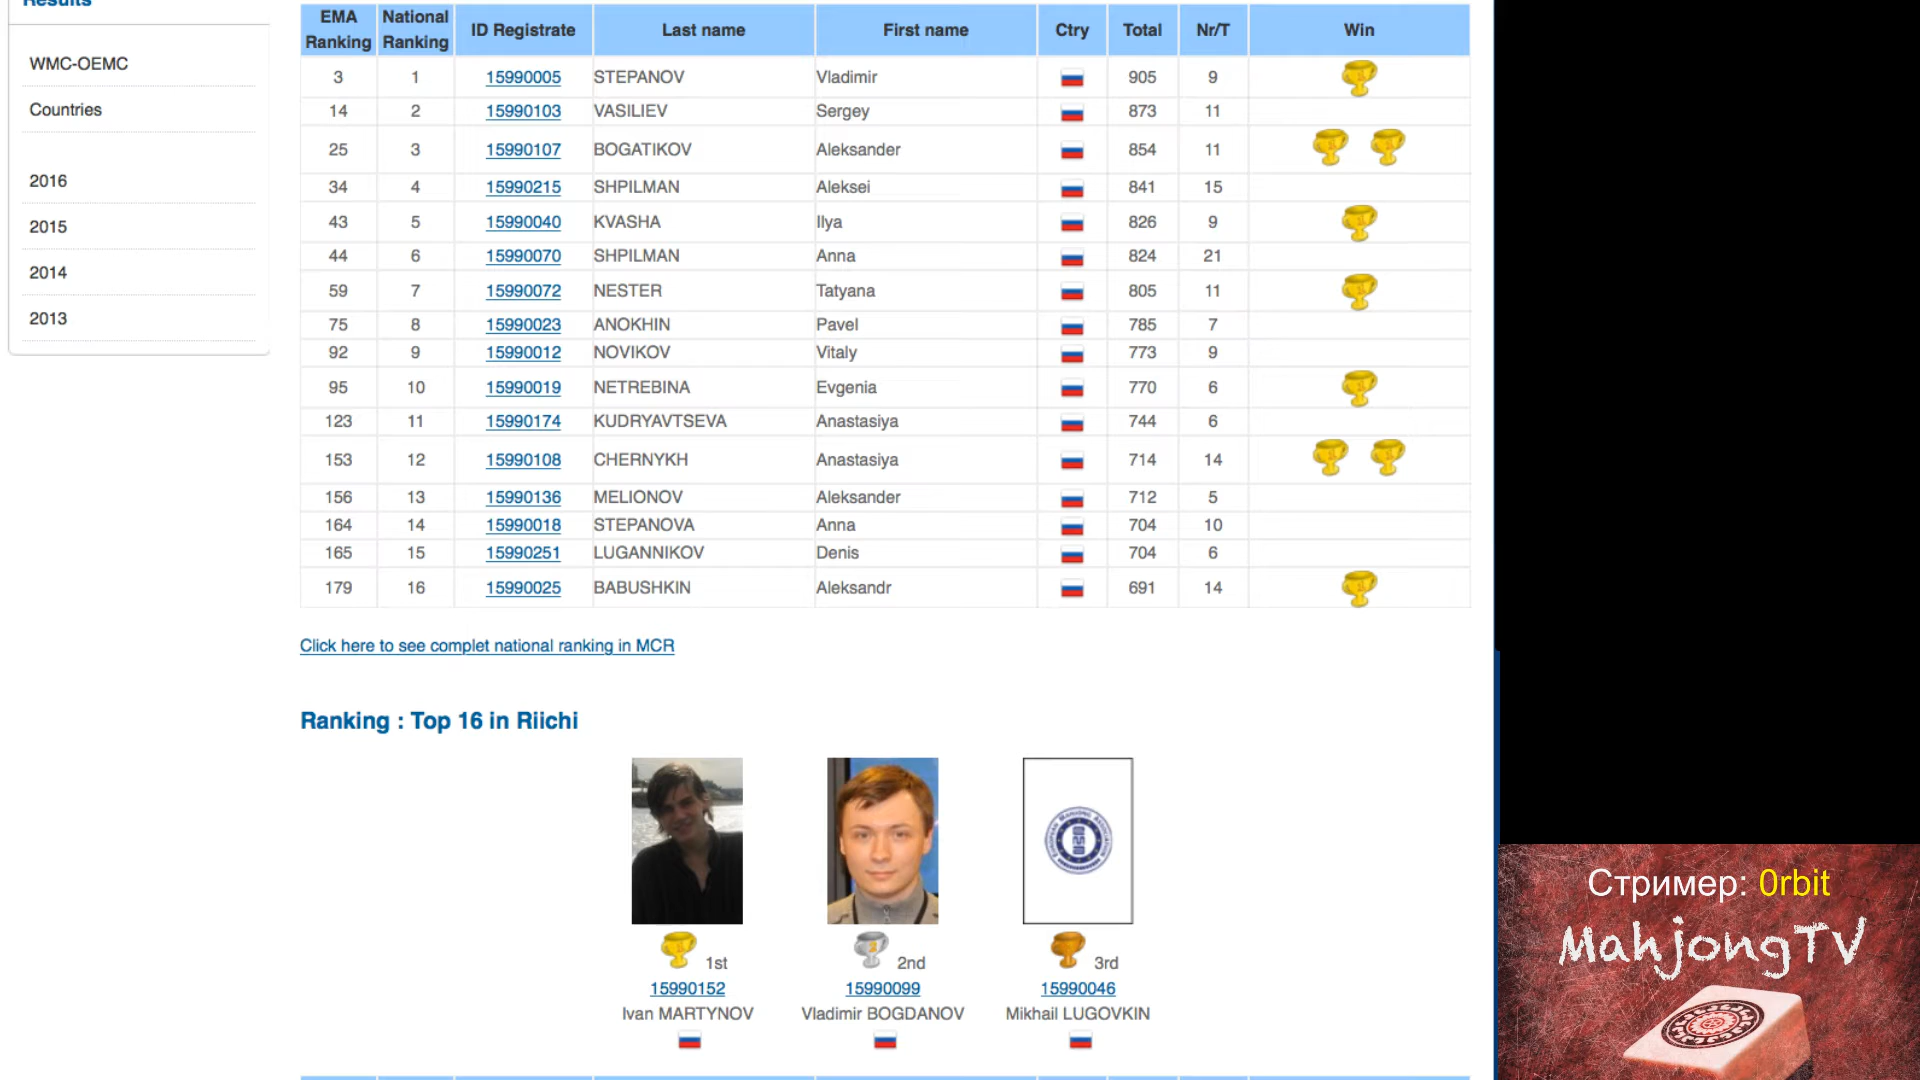 Results
WMC-OEMC
Countries
2016
2015
2014
2013
EMA Ranking National Ranking ID Registrate Last name First name Ctry Total Nr/T Win
3 1 15990005 STEPANOV Vladimir 905 9
14 2 15990103 VASILIEV Sergey 873 11
25 3 15990107 BOGATIKOV Aleksander 854 11
34 4 15990215 SHPILMAN Aleksei 841 15
43 5 15990040 KVASHA Ilya 826 9
44 6 15990070 SHPILMAN Anna 824 21
59 7 15990072 NESTER Tatyana 805 11
75 8 15990023 ANOKHIN Pavel 785 7
92 9 15990012 NOVIKOV Vitaly 773 9
95 10 15990019 NETREBINA Evgenia 770 6
123 11 15990174 KUDRYAVTSEVA Anastasiya 744 6
153 12 15990108 CHERNYKH Anastasiya 714 14
156 13 15990136 MELIONOV Aleksander 712 5
164 14 15990018 STEPANOVA Anna 704 10
165 15 15990251 LUGANNIKOV Denis 704 6
179 16 15990025 BABUSHKIN Aleksandr 691 14
Click here to see complet national ranking in MCR
Ranking : Top 16 in Riichi
1st 2nd 3rd
15990152 15990099 15990046
Ivan MARTYNOV Vladimir BOGDANOV Mikhail LUGOVKIN
Стример: 0rbit
MahjongTV